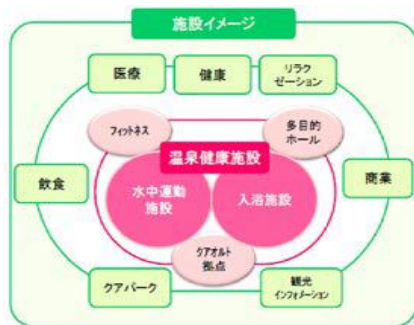 施設イメージ
医療
健康
リラク
ゼーション
フィットネス
多目的
ホール
温泉健康施設
飲食
水中運動
施設
入浴施設
商業
クアオルト
拠点
クアパーク
観光
インフォメーション